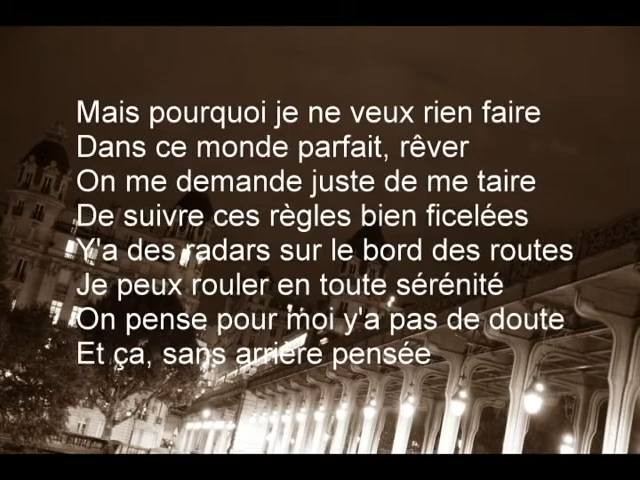 Mais pourquoi je ne veux rien faire
Dans ce monde parfait, rêver
On me demande juste de me taire
De suivre ces règles bien ficelées
Y'a des radars sur le bord des routes
Je peux rouler en toute sérénité
On pense pour moi y'a pas de doute
Et ça, sans arrière pensée